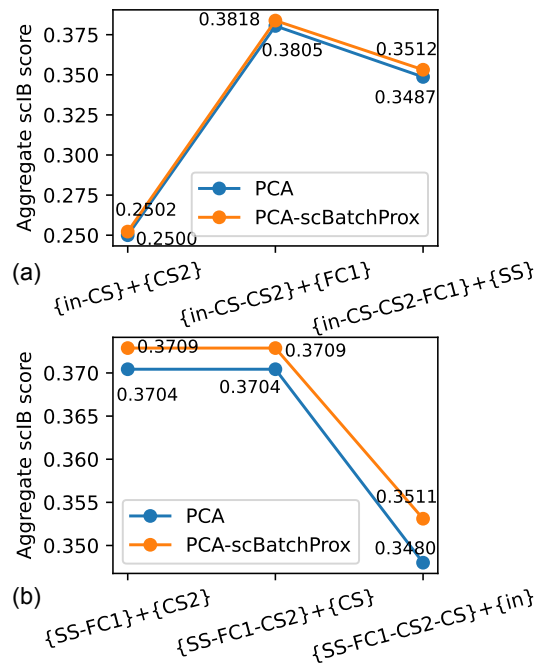 Aggregate scIB score
0.375
0.350
0.325
0.300
0.275
0.250
0.3818
0.3805
0.3512
0.3487
0.2502
0.2500
PCA
PCA-scBatchProx
(a)
{in-CS}+{CS2}
{in-CS-CS2}+{FC1}
{in-CS-CS2-FC1}+{SS}
Aggregate scIB score
0.370
0.365
0.360
0.355
0.350
0.3709
0.3709
0.3704
0.3704
0.3511
0.3480
PCA
PCA-scBatchProx
(b)
{SS-FC1}+{CS2}
{SS-FC1-CS2}+{CS}
{SS-FC1-CS2-CS}+{in}